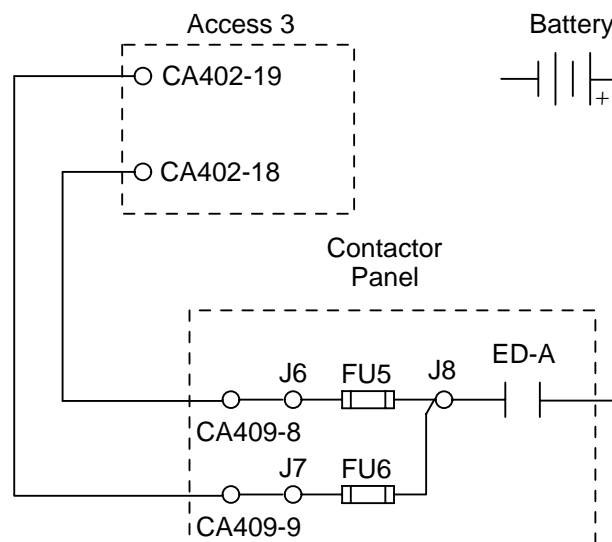 Access 3
Battery
CA402-19
+
CA402-18
Contactor
Panel
ED-A
J6
FU5
J8
CA409-8
J7
FU6
CA409-9